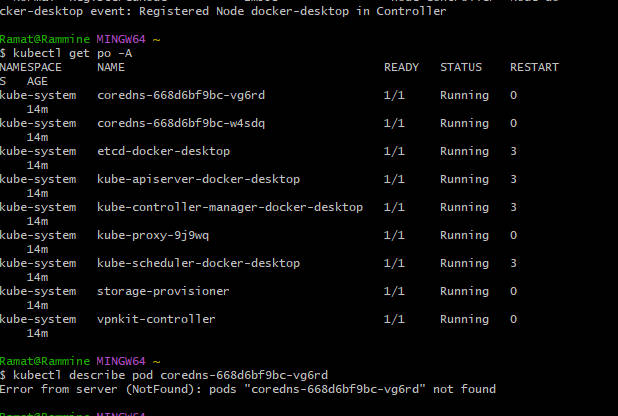 cker-desktop event: Registered Node docker-desktop in Controller
Ramat@Rammine MINGW64 ~
$ kubectl get po -A
NAMESPACE NAME READY STATUS RESTART
S AGE
kube-system coredns-668d6bf9bc-vg6rd 1/1 Running 0
14m
kube-system coredns-668d6bf9bc-w4sdq 1/1 Running 0
14m
kube-system etcd-docker-desktop 1/1 Running 3
14m
kube-system kube-apiserver-docker-desktop 1/1 Running 3
14m
kube-system kube-controller-manager-docker-desktop 1/1 Running 3
14m
kube-system kube-proxy-9j9wq 1/1 Running 0
14m
kube-system kube-scheduler-docker-desktop 1/1 Running 3
14m
kube-system storage-provisioner 1/1 Running 0
14m
kube-system vpnkit-controller 1/1 Running 0
14m
Ramat@Rammine MINGW64 ~
$ kubectl describe pod coredns-668d6bf9bc-vg6rd
Error from server (NotFound): pods "coredns-668d6bf9bc-vg6rd" not found